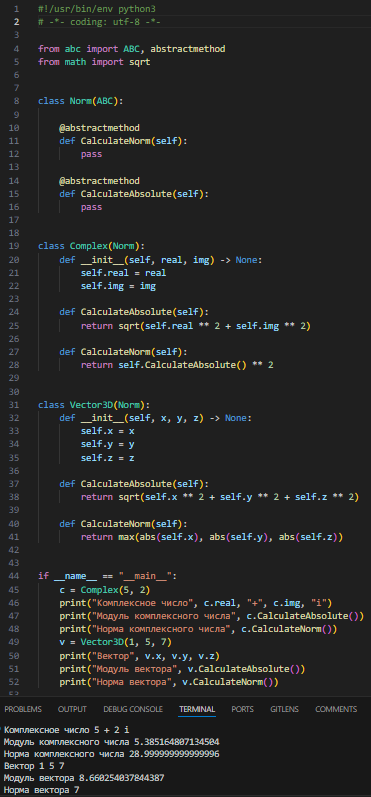 1 #!/usr/bin/env python3
2 # -*- coding: utf-8 -*-
3
4 from abc import ABC, abstractmethod
5 from math import sqrt
6
7
8 class Norm(ABC):
9
10 @abstractmethod
11 def CalculateNorm(self):
12 pass
13
14 @abstractmethod
15 def CalculateAbsolute(self):
16 pass
17
18
19 class Complex(Norm):
20 def __init__(self, real, img) -> None:
21 self.real = real
22 self.img = img
23
24 def CalculateAbsolute(self):
25 return sqrt(self.real ** 2 + self.img ** 2)
26
27 def CalculateNorm(self):
28 return self.CalculateAbsolute() ** 2
29
30
31 class Vector3D(Norm):
32 def __init__(self, x, y, z) -> None:
33 self.x = x
34 self.y = y
35 self.z = z
36
37 def CalculateAbsolute(self):
38 return sqrt(self.x ** 2 + self.y ** 2 + self.z ** 2)
39
40 def CalculateNorm(self):
41 return max(abs(self.x), abs(self.y), abs(self.z))
42
43
44 if __name__ == "__main__":
45 c = Complex(5, 2)
46 print("Комплексное число", c.real, "+", c.img, "i")
47 print("Модуль комплексного числа", c.CalculateAbsolute())
48 print("Норма комплексного числа", c.CalculateNorm())
49 v = Vector3D(1, 5, 7)
50 print("Вектор", v.x, v.y, v.z)
51 print("Модуль вектора", v.CalculateAbsolute())
52 print("Норма вектора", v.CalculateNorm())
53
PROBLEMS OUTPUT DEBUG CONSOLE TERMINAL PORTS GITLENS COMMENTS
Комплексное число 5 + 2 i
Модуль комплексного числа 5.385164807134504
Норма комплексного числа 28.999999999999996
Вектор 1 5 7
Модуль вектора 8.660254037844387
Норма вектора 7